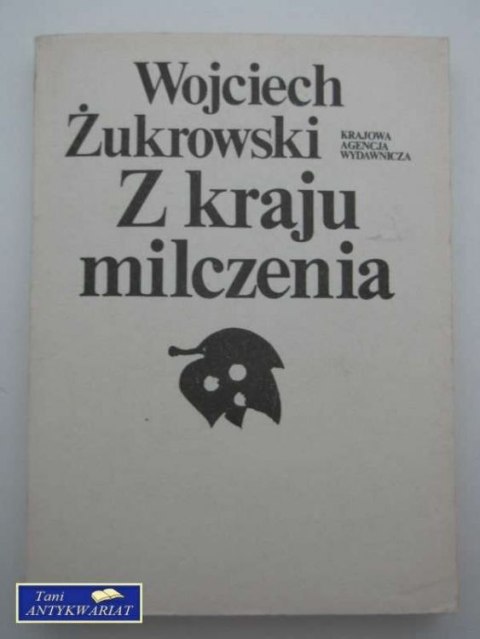 Wojciech
Żukrowski
KRAJOWA
AGENCJA
WYDAWNICZA
Z kraju
milczenia
Tani
ANTYKWARIAT